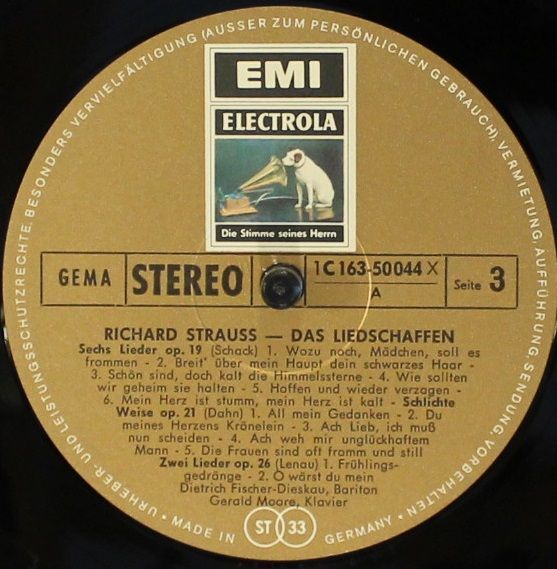 URHEBER- UND LEISTUNGSSCHUTZRECHTE, BESONDERS VERVIELFÄLTIGUNG (AUSSER ZUM PERSÖNLICHEN GEBRAUCH), VERMIETUNG, AUFFÜHRUNG, SENDUNG VORBEHALTEN • MADE IN GERMANY •
EMI
ELECTROLA
Die Stimme seines Herrn
GEMA
STEREO
1C 163-50044 X
A
Seite 3
RICHARD STRAUSS — DAS LIEDSCHAFFEN
Sechs Lieder op. 19 (Schack) 1. Wozu noch, Mädchen, soll es
frommen - 2. Breit' über mein Haupt dein schwarzes Haar -
3. Schön sind, doch kalt die Himmelssterne - 4. Wie sollten
wir geheim sie halten - 5. Hoffen und wieder verzagen -
6. Mein Herz ist stumm, mein Herz ist kalt - Schlichte
Weise op. 21 (Dahn) 1. All mein Gedanken - 2. Du
meines Herzens Krönelein - 3. Ach Lieb, ich muß
nun scheiden - 4. Ach weh mir unglückhaftem
Mann - 5. Die Frauen sind oft fromm und still
Zwei Lieder op. 26 (Lenau) 1. Frühlings-
gedränge - 2. O wärst du mein
Dietrich Fischer-Dieskau, Bariton
Gerald Moore, Klavier
ST 33